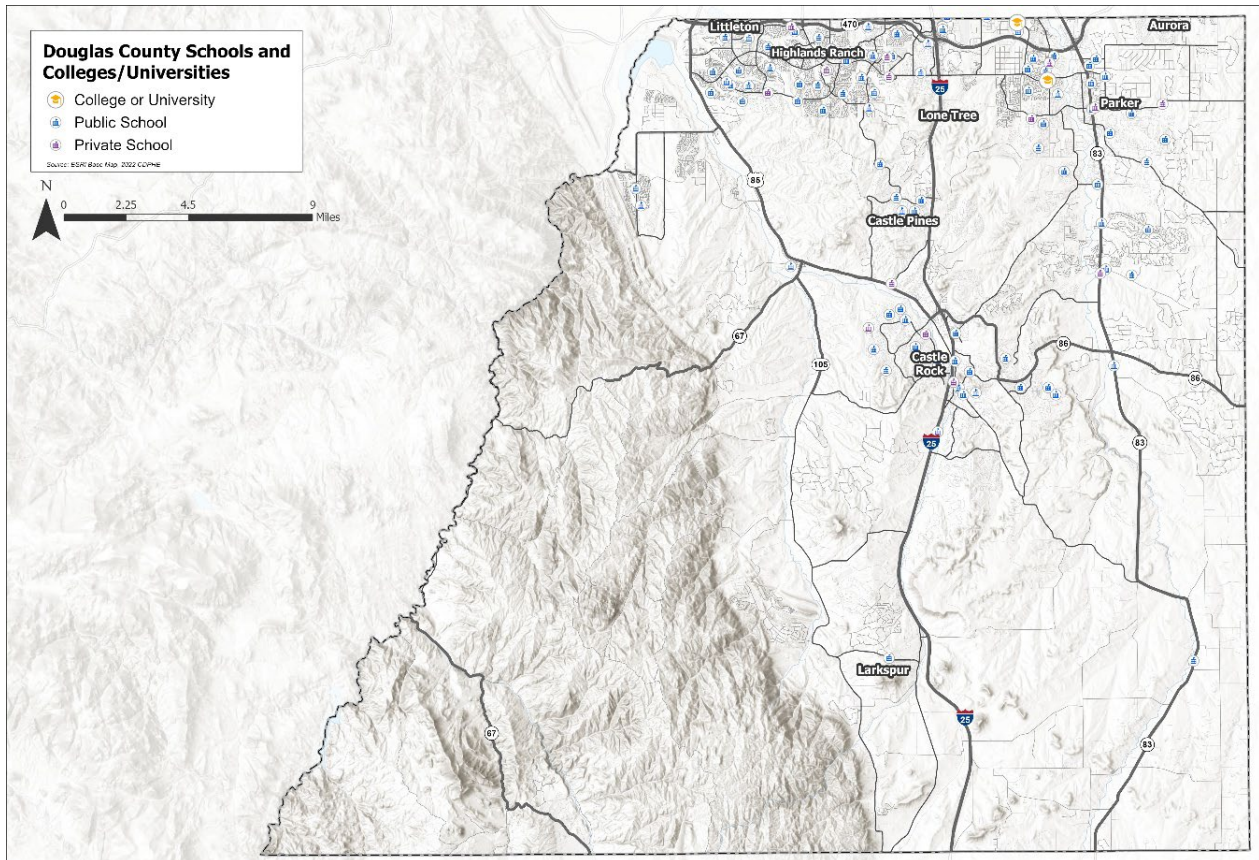 Douglas County Schools and
Colleges/Universities
College or University
Public School
Private School
Source: ESRI Base Map, 2022 CDPHE
N
0 2.25 4.5 9
Miles
Littleton
470
Aurora
Highlands Ranch
25
Parker
Lone Tree
83
85
Castle Pines
67
86
105
Castle
Rock
86
25
83
Larkspur
25
67
83